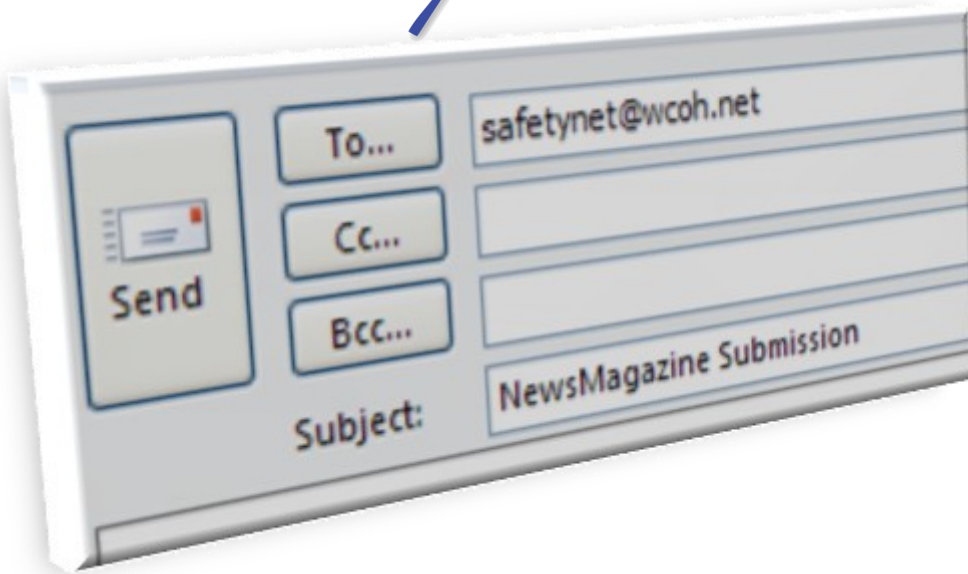 To...
safetynet@wcoh.net
Cc...
Send
Bcc...
Subject:
NewsMagazine Submission